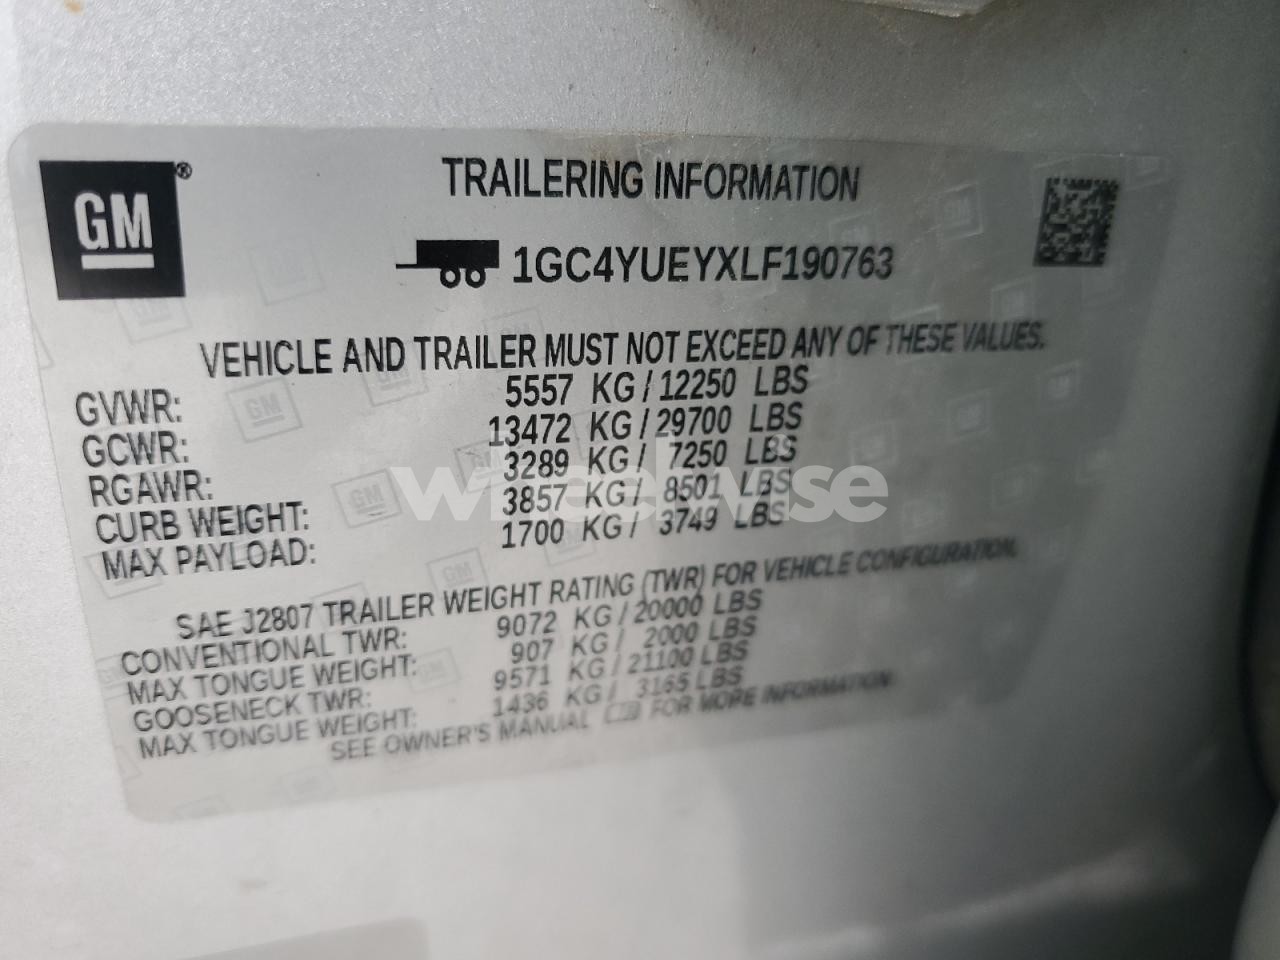 GM®
TRAILERING INFORMATION
1GC4YUEYXLF190763
VEHICLE AND TRAILER MUST NOT EXCEED ANY OF THESE VALUES.
GVWR: 5557 KG / 12250 LBS
GCWR: 13472 KG / 29700 LBS
RGAWR: 3289 KG / 7250 LBS
CURB WEIGHT: 3857 KG / 8501 LBS
MAX PAYLOAD: 1700 KG / 3749 LBS
SAE J2807 TRAILER WEIGHT RATING (TWR) FOR VEHICLE CONFIGURATION.
CONVENTIONAL TWR: 9072 KG / 20000 LBS
MAX TONGUE WEIGHT: 907 KG / 2000 LBS
GOOSENECK TWR: 9571 KG / 21100 LBS
MAX TONGUE WEIGHT: 1436 KG / 3165 LBS
SEE OWNER'S MANUAL FOR MORE INFORMATION
wheelwise